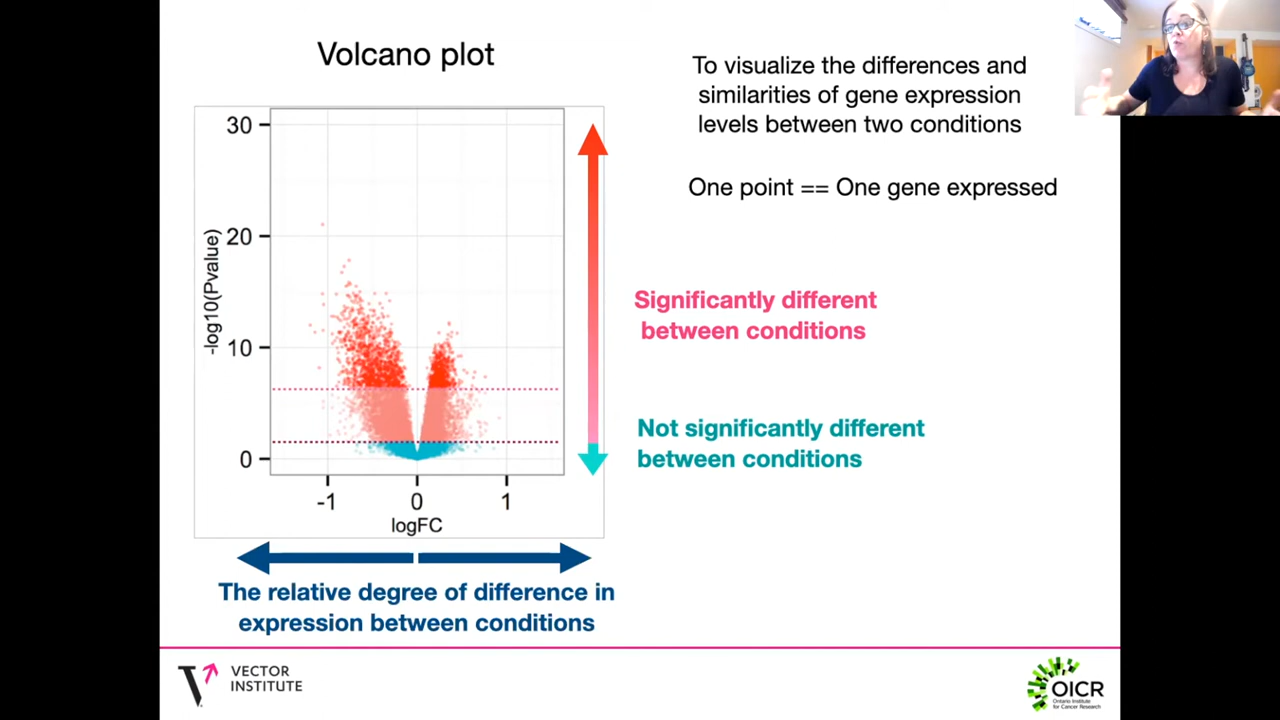 Volcano plot
To visualize the differences and
similarities of gene expression
levels between two conditions
One point == One gene expressed
30
20
10
0
-log10(Pvalue)
-1
0
1
logFC
Significantly different
between conditions
Not significantly different
between conditions
The relative degree of difference in
expression between conditions
VECTOR
INSTITUTE
OICR
Ontario Institute
for Cancer Research